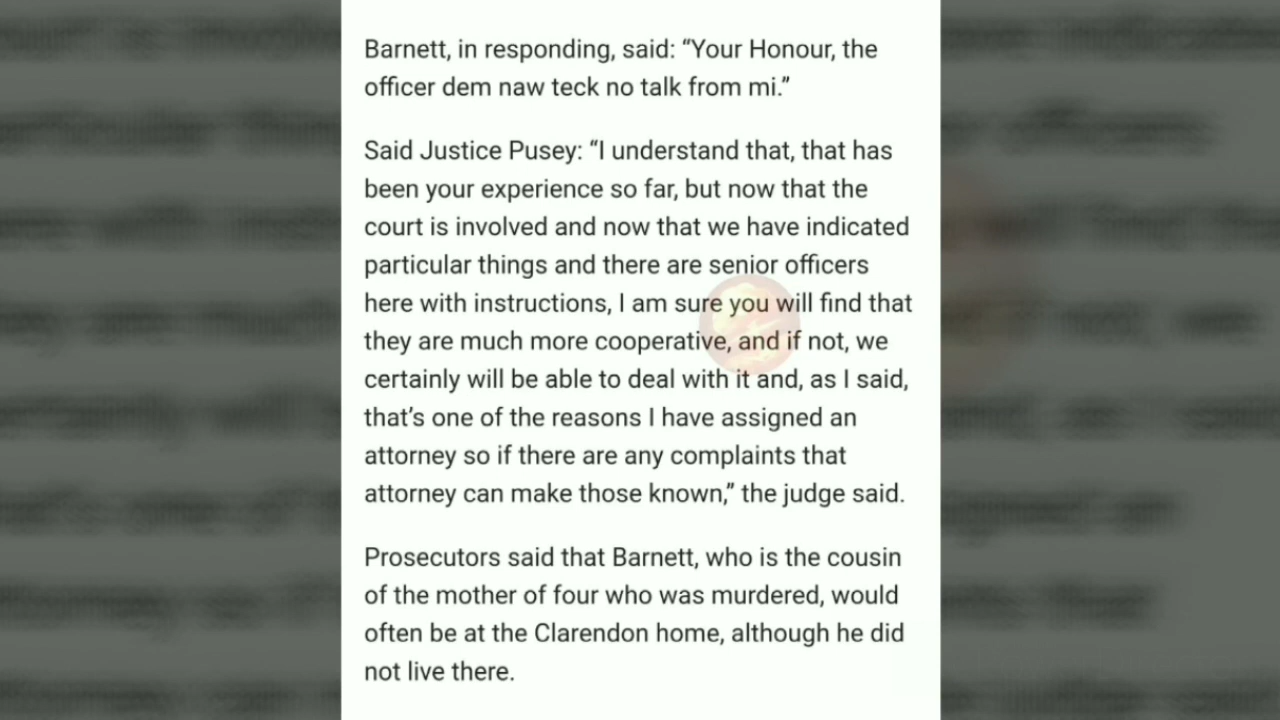 Barnett, in responding, said: “Your Honour, the
officer dem naw teck no talk from mi.”
Said Justice Pusey: “I understand that, that has
been your experience so far, but now that the
court is involved and now that we have indicated
particular things and there are senior officers
here with instructions, I am sure you will find that
they are much more cooperative, and if not, we
certainly will be able to deal with it and, as I said,
that’s one of the reasons I have assigned an
attorney so if there are any complaints that
attorney can make those known,” the judge said.
Prosecutors said that Barnett, who is the cousin
of the mother of four who was murdered, would
often be at the Clarendon home, although he did
not live there.